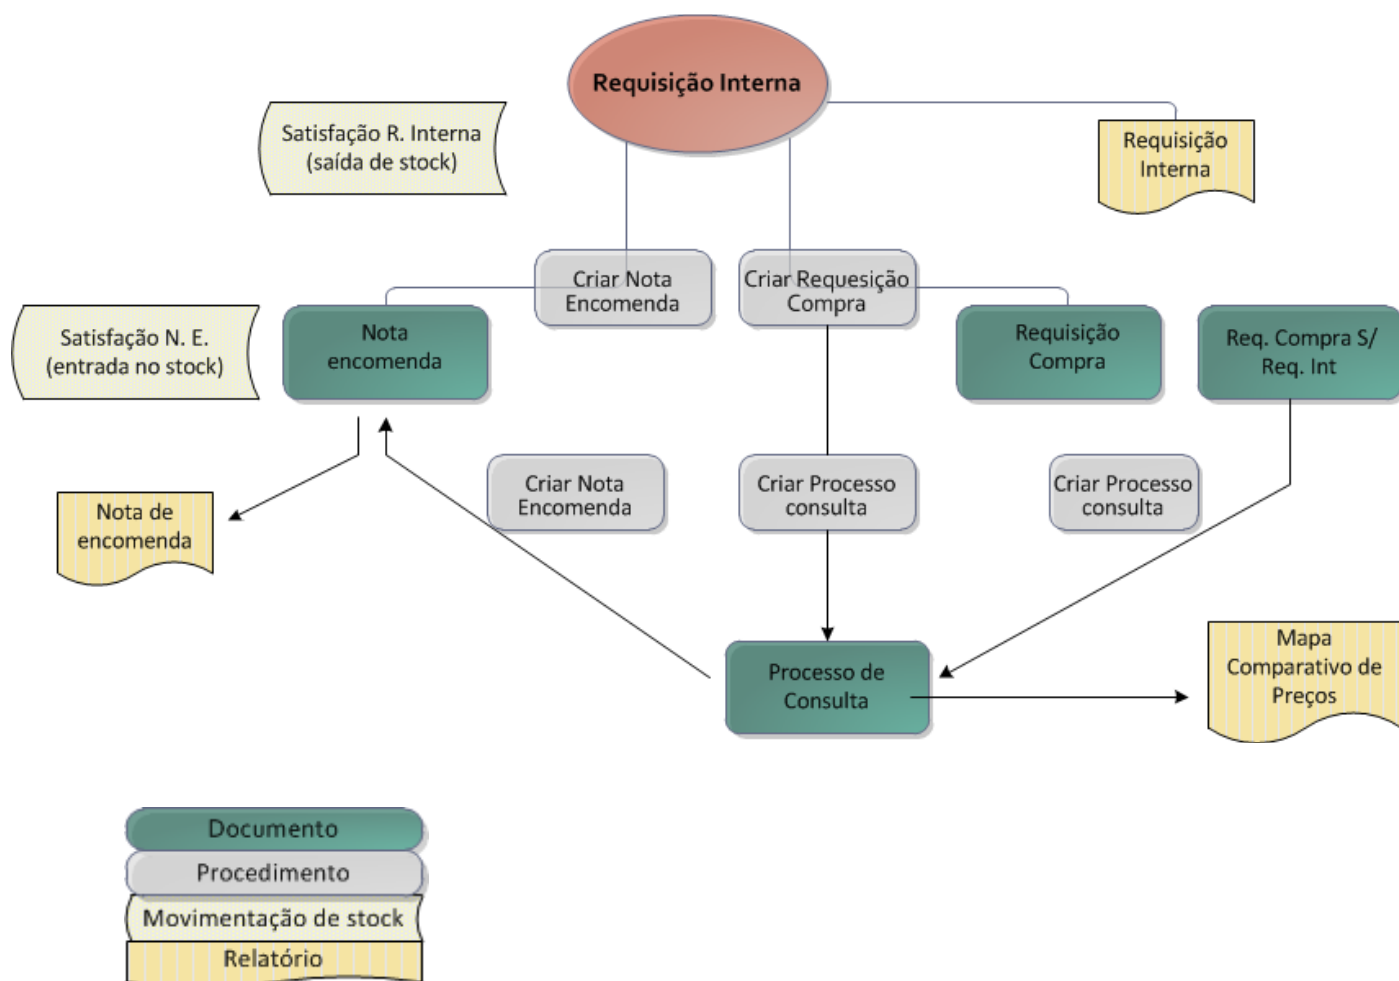 Requisição Interna
Satisfação R. Interna
(saída de stock)
Requisição
Interna
Criar Nota
Encomenda
Criar Requesição
Compra
Satisfação N. E.
(entrada no stock)
Nota
encomenda
Requisição
Compra
Req. Compra S/
Req. Int
Criar Nota
Encomenda
Criar Processo
consulta
Criar Processo
consulta
Nota de
encomenda
Processo de
Consulta
Mapa
Comparativo de
Preços
Documento
Procedimento
Movimentação de stock
Relatório